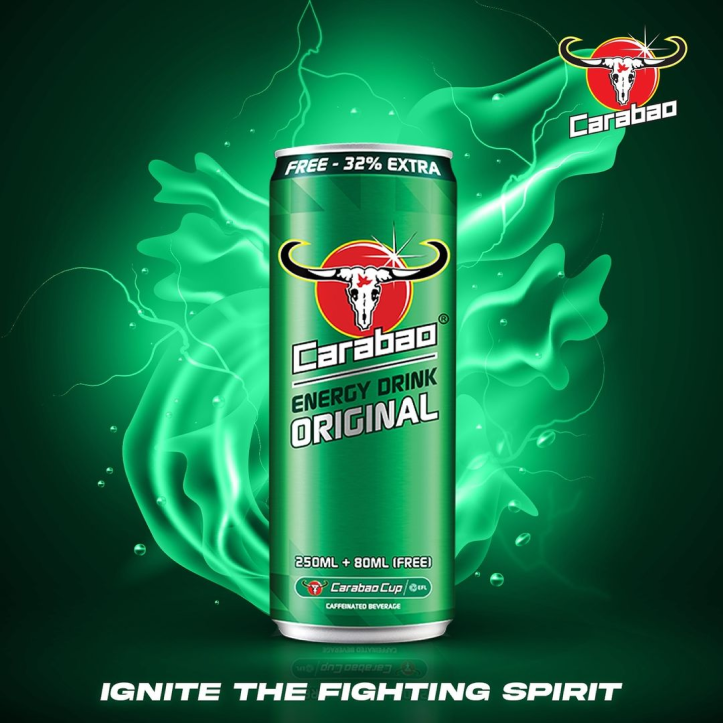 Carabao
FREE - 32% EXTRA
Carabao®
ENERGY DRINK
ORIGINAL
250ML + 80ML (FREE)
Carabao Cup | EFL
CAFFEINATED BEVERAGE
IGNITE THE FIGHTING SPIRIT